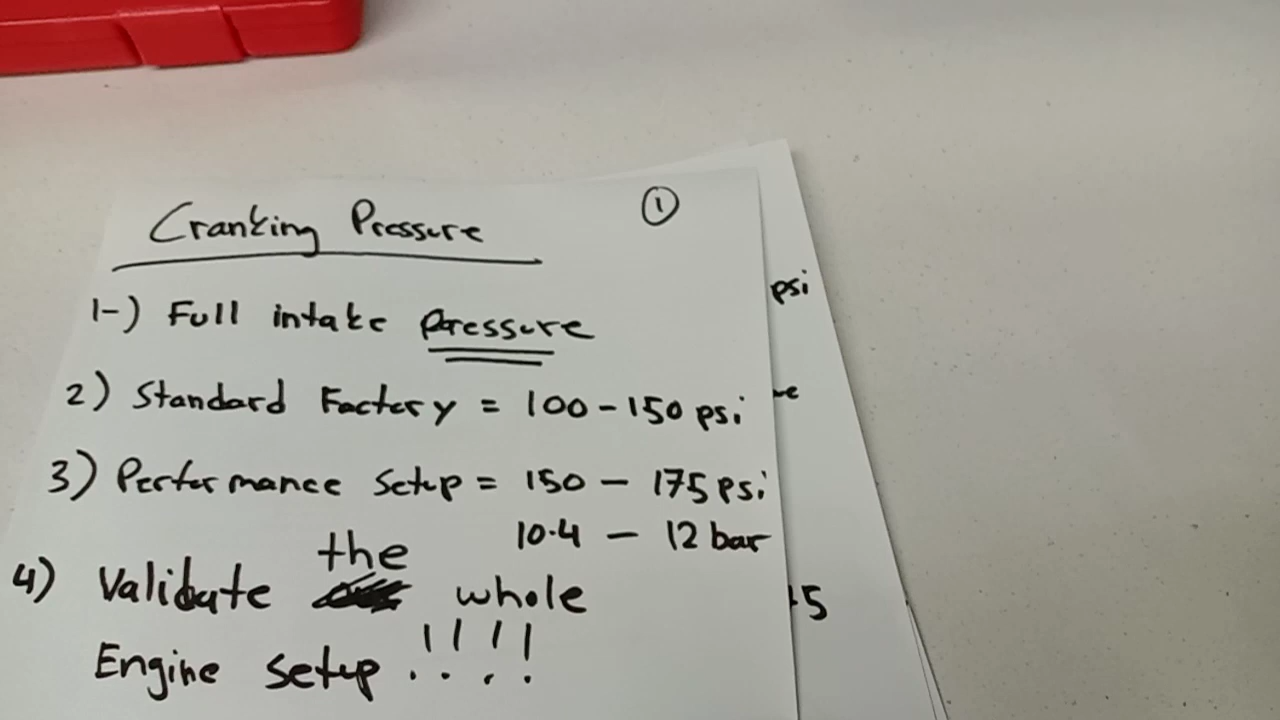 Cranking Pressure
①
1-) Full intake pressure
2) Standard Factory = 100-150 psi
3) Performance Setup = 150 - 175 psi
10.4 - 12 bar
4) Validate the whole
Engine setup !!!!
psi